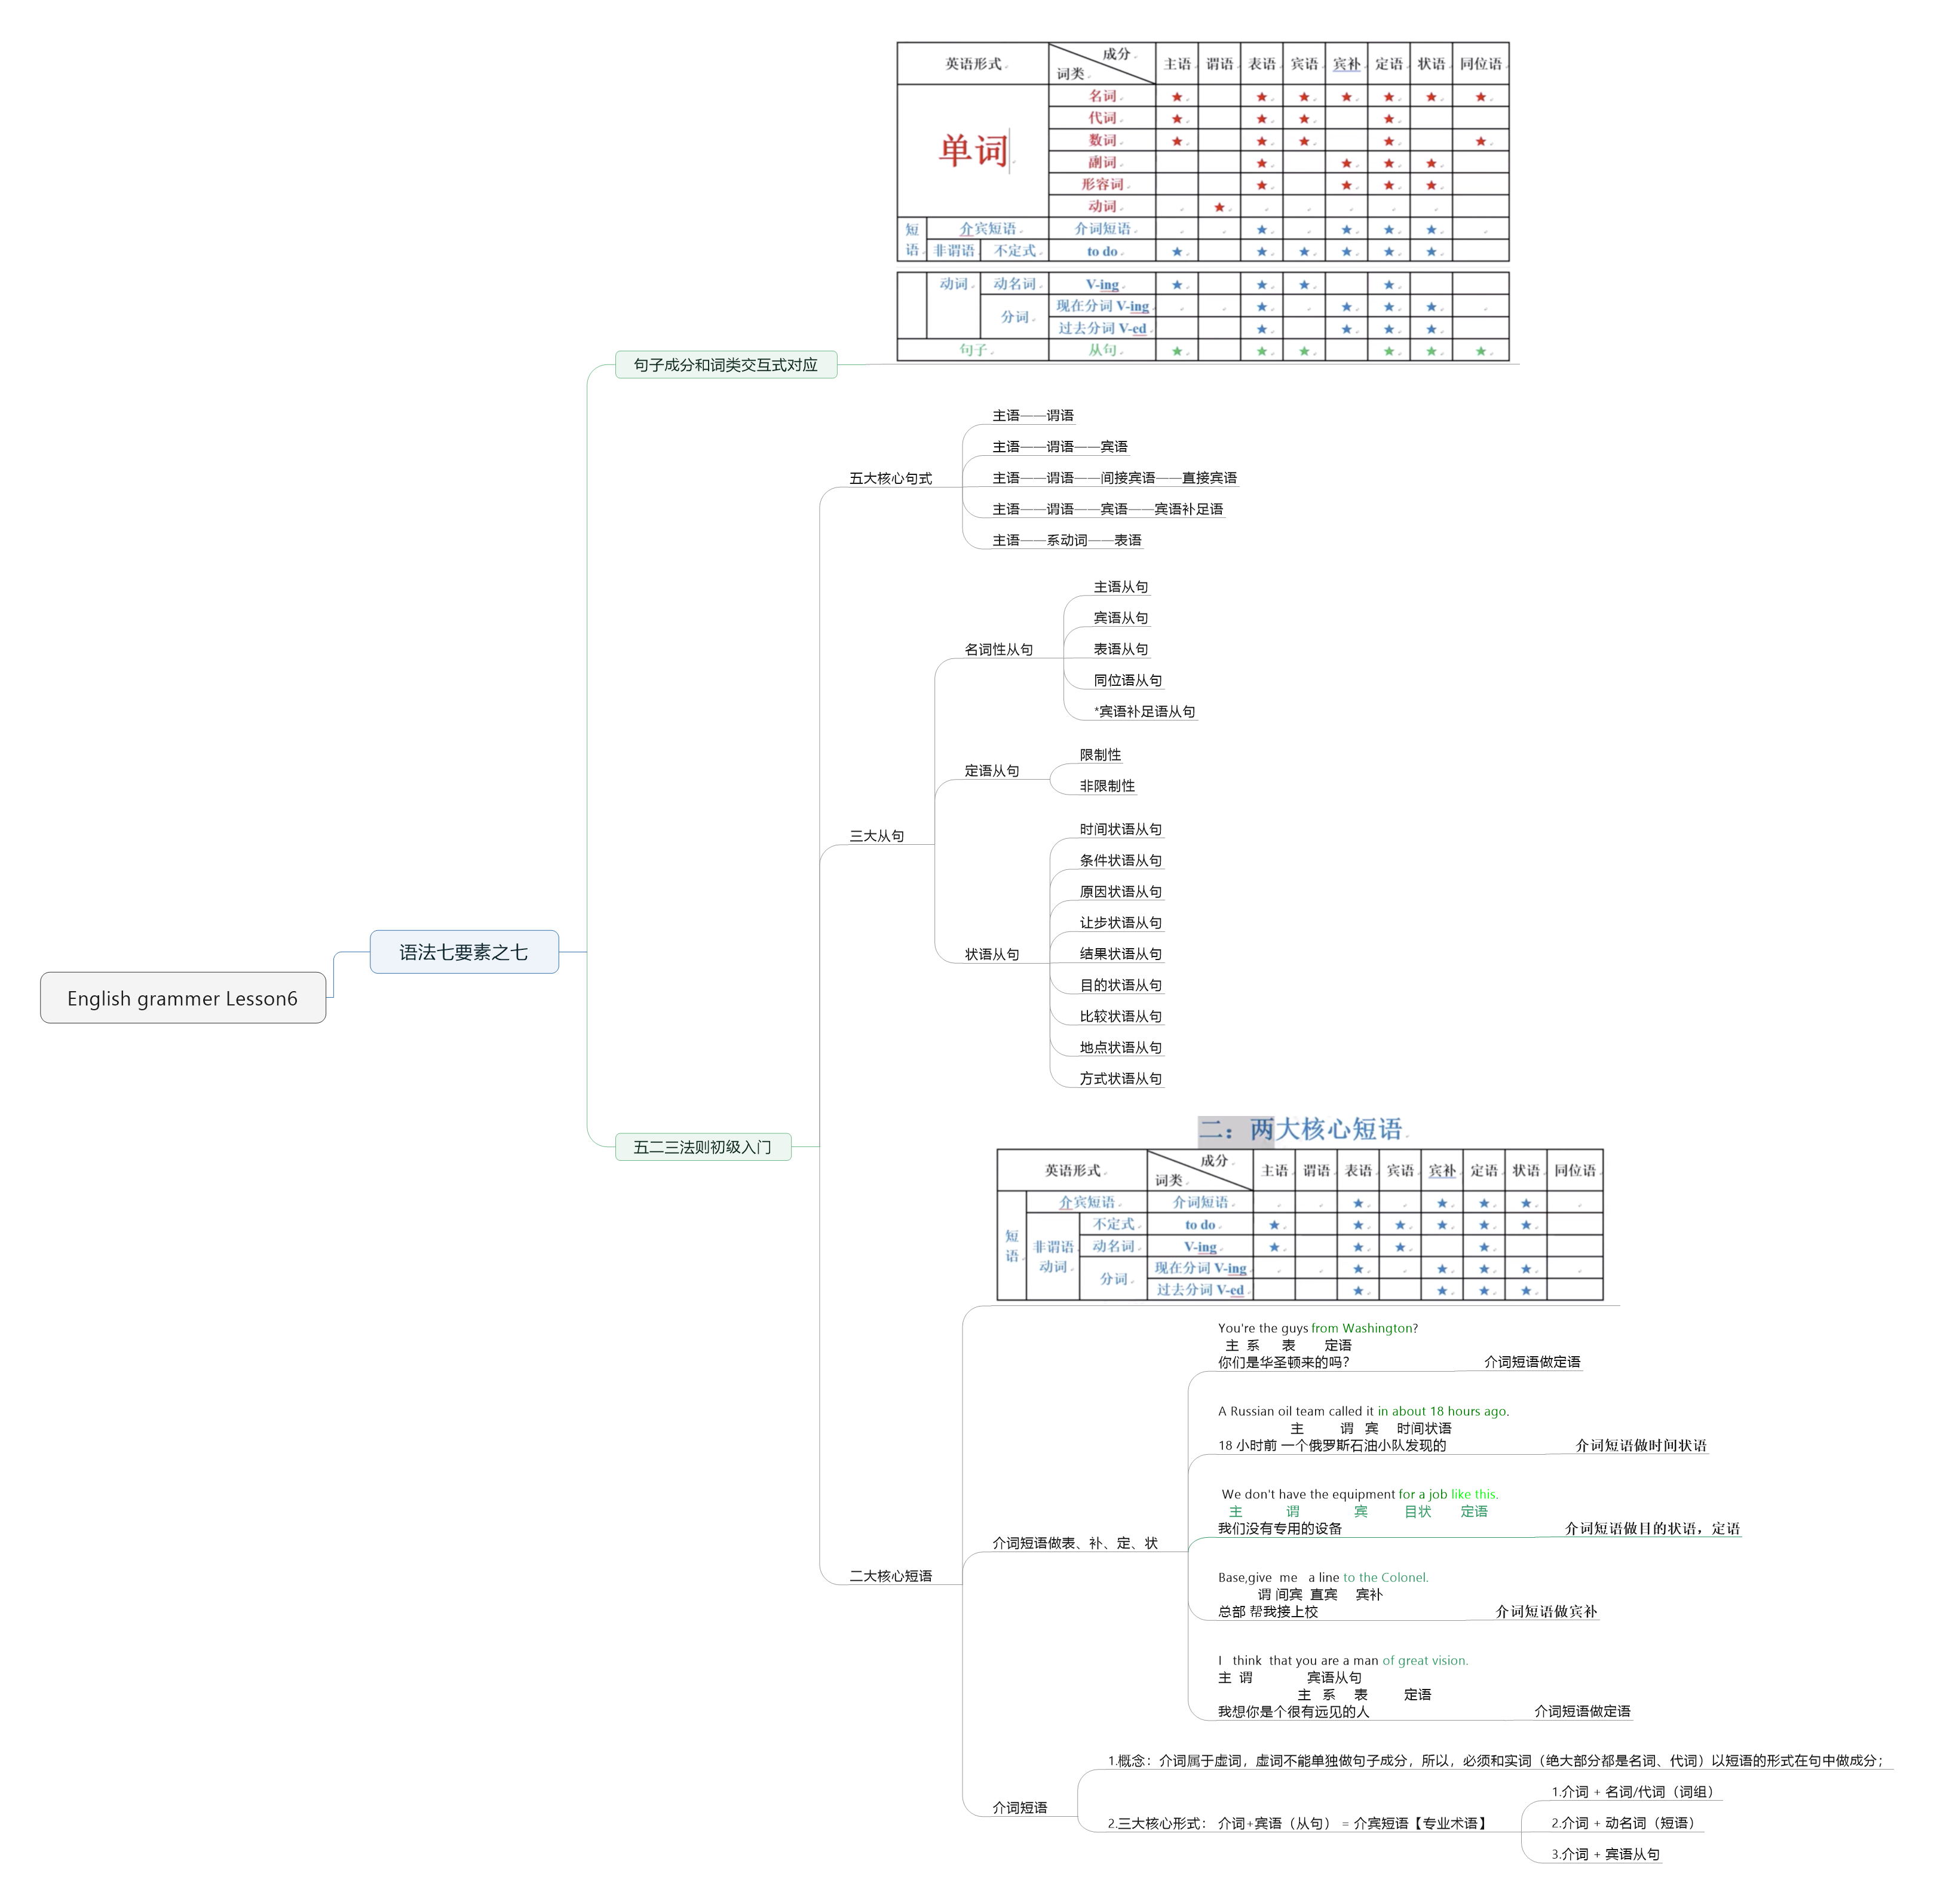 英语形式 成分 词类 主语 谓语 表语 宾语 宾补 定语 状语 同位语
单词
名词 ★ ★ ★ ★ ★ ★ ★
代词 ★ ★ ★ ★
数词 ★ ★ ★ ★ ★
副词 ★ ★ ★ ★
形容词 ★ ★ ★ ★
动词 ★
短语 介宾短语 介词短语 ★ ★ ★ ★
非谓语 不定式 to do ★ ★ ★ ★ ★ ★
动词 动名词 V-ing ★ ★ ★ ★
分词 现在分词 V-ing ★ ★ ★ ★
过去分词 V-ed ★ ★ ★ ★
句子 从句 ★ ★ ★ ★ ★ ★
句子成分和词类交互式对应
主语——谓语
主语——谓语——宾语
五大核心句式
主语——谓语——间接宾语——直接宾语
主语——谓语——宾语——宾语补足语
主语——系动词——表语
主语从句
宾语从句
名词性从句
表语从句
同位语从句
*宾语补足语从句
限制性
定语从句
非限制性
三大从句
时间状语从句
条件状语从句
原因状语从句
让步状语从句
状语从句
结果状语从句
目的状语从句
比较状语从句
地点状语从句
方式状语从句
语法七要素之七
English grammer Lesson6
五二三法则初级入门
二：两大核心短语
英语形式 成分 词类 主语 谓语 表语 宾语 宾补 定语 状语 同位语
短语 介宾短语 介词短语 ★ ★ ★ ★
非谓语动词 不定式 to do ★ ★ ★ ★ ★ ★
动名词 V-ing ★ ★ ★ ★
分词 现在分词 V-ing ★ ★ ★ ★
过去分词 V-ed ★ ★ ★ ★
You're the guys from Washington?
主 系 表 定语
你们是华圣顿来的吗？ 介词短语做定语
A Russian oil team called it in about 18 hours ago.
主 谓 宾 时间状语
18 小时前 一个俄罗斯石油小队发现的 介词短语做时间状语
We don't have the equipment for a job like this.
主 谓 宾 目状 定语
我们没有专用的设备 介词短语做目的状语，定语
介词短语做表、补、定、状
二大核心短语
Base,give me a line to the Colonel.
谓 间宾 直宾 宾补
总部 帮我接上校 介词短语做宾补
I think that you are a man of great vision.
主 谓 宾语从句
主 系 表 定语
我想你是个很有远见的人 介词短语做定语
1.概念：介词属于虚词，虚词不能单独做句子成分，所以，必须和实词（绝大部分都是名词、代词）以短语的形式在句中做成分；
介词短语
2.三大核心形式： 介词+宾语（从句） = 介宾短语【专业术语】
1.介词 + 名词/代词（词组）
2.介词 + 动名词（短语）
3.介词 + 宾语从句